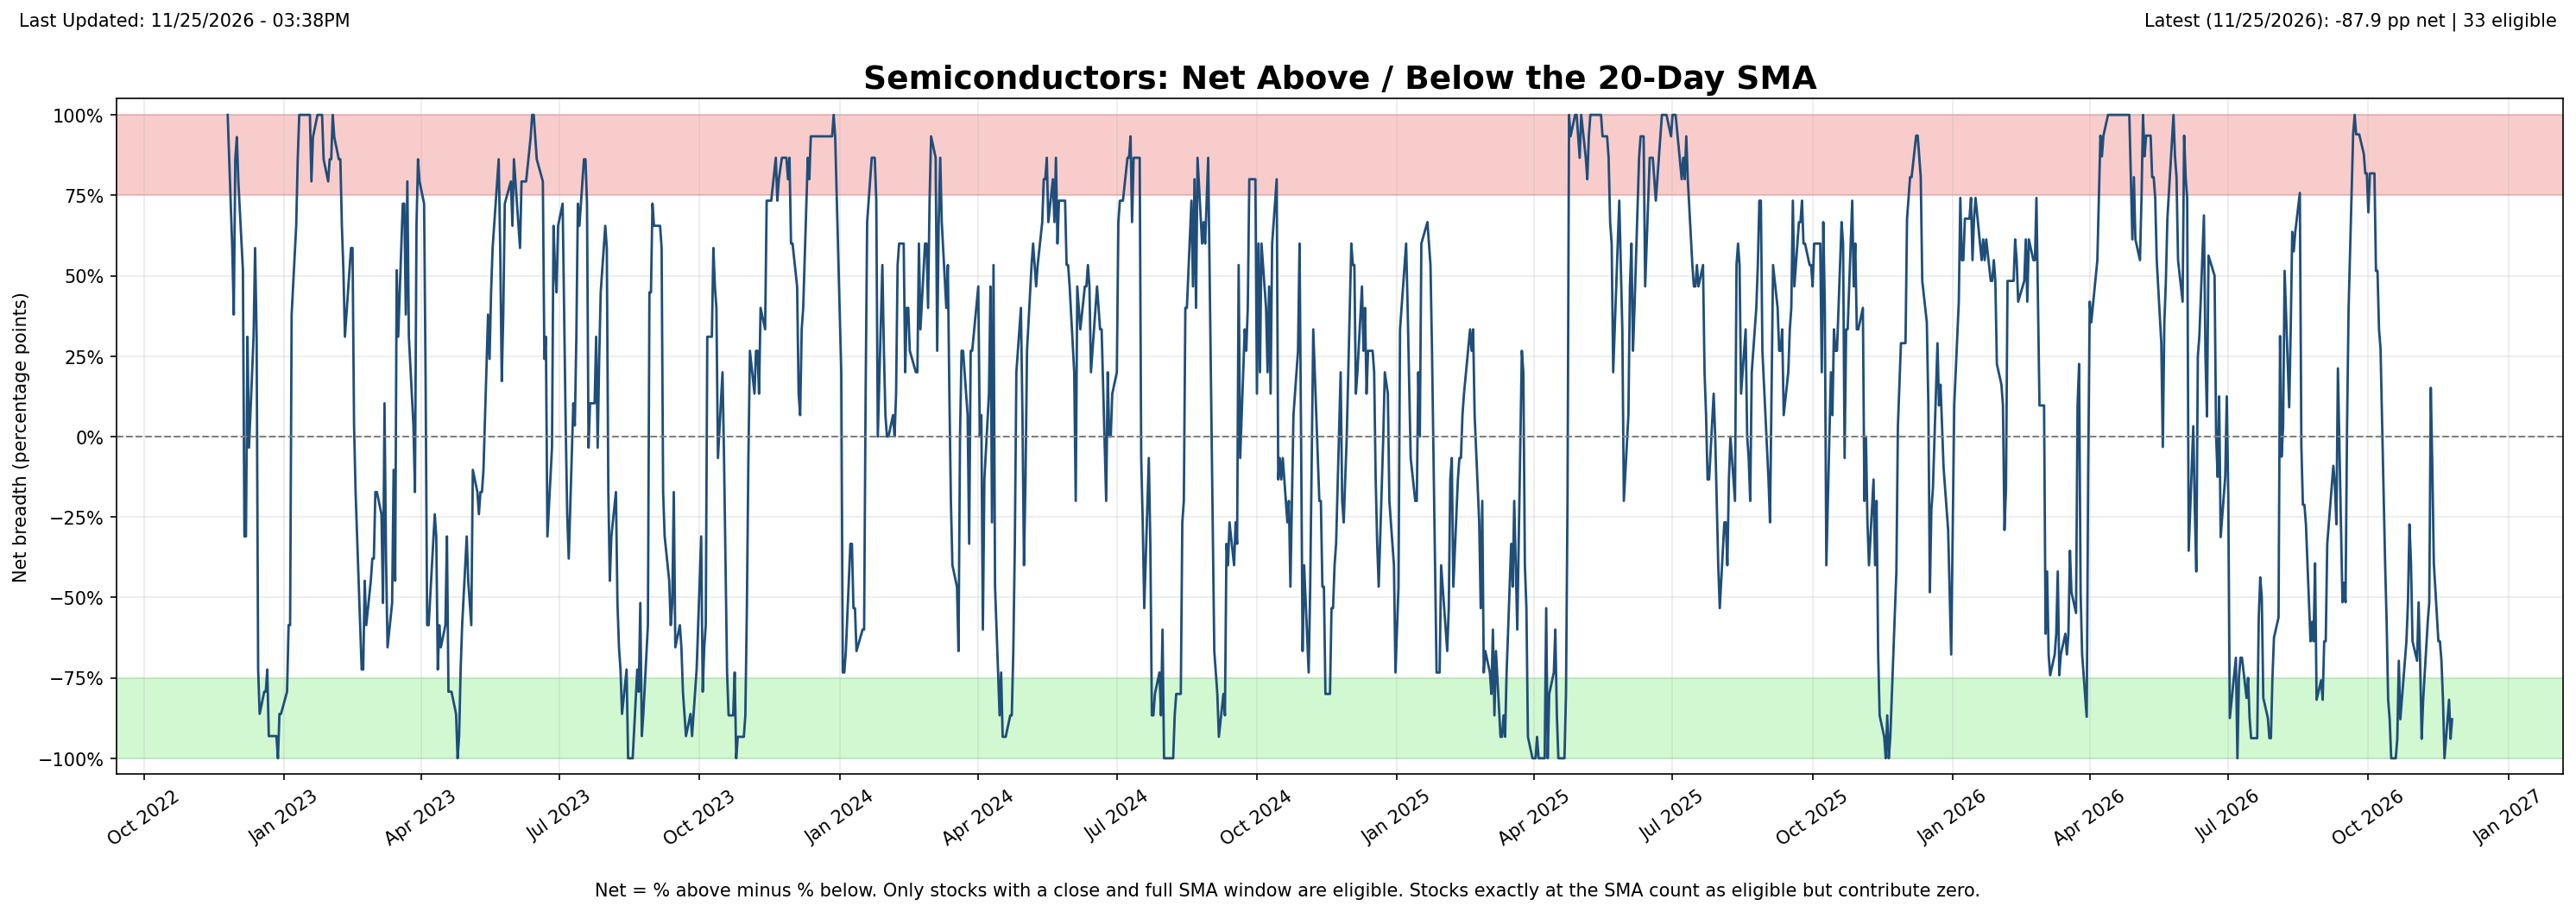 Last Updated: 11/25/2026 - 03:38PM
Latest (11/25/2026): -87.9 pp net | 33 eligible
Semiconductors: Net Above / Below the 20-Day SMA
Net breadth (percentage points)
100%
75%
50%
25%
0%
−25%
−50%
−75%
−100%
Oct 2022
Jan 2023
Apr 2023
Jul 2023
Oct 2023
Jan 2024
Apr 2024
Jul 2024
Oct 2024
Jan 2025
Apr 2025
Jul 2025
Oct 2025
Jan 2026
Apr 2026
Jul 2026
Oct 2026
Jan 2027
Net = % above minus % below. Only stocks with a close and full SMA window are eligible. Stocks exactly at the SMA count as eligible but contribute zero.